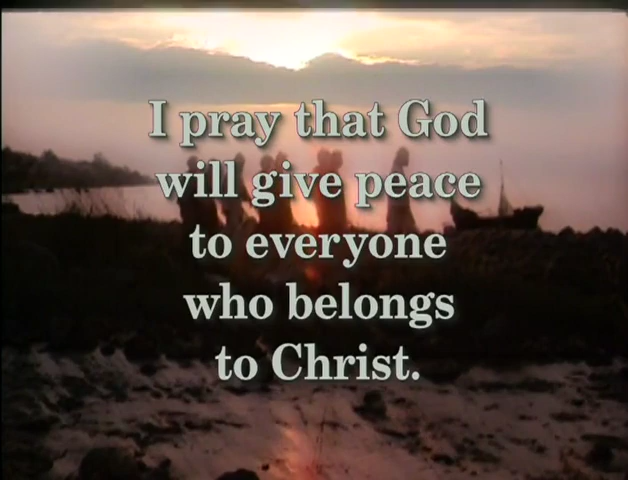 I pray that God
will give peace
to everyone
who belongs
to Christ.